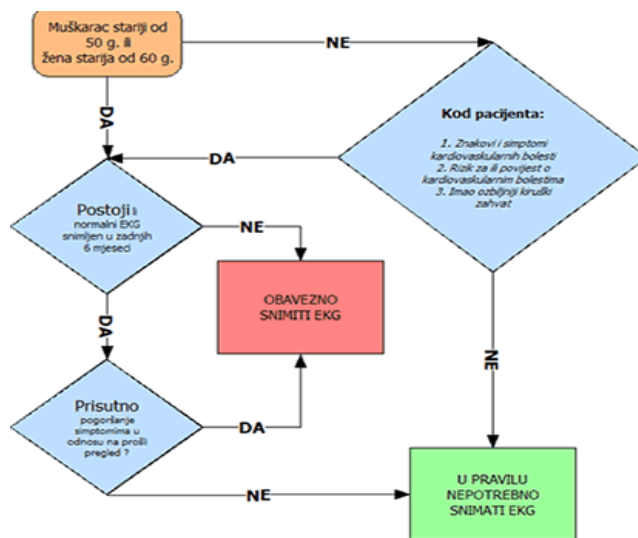 Muškarac stariji od
50 g. ili
žena starija od 60 g.
NE
DA
Kod pacijenta:
1. Znakovi i simptomi
kardiovaskularnih bolesti
2. Rizik za ili povijest o
kardiovaskularnim bolestima
3. Imao ozbiljniji kiruški
zahvat
DA
Postoji li
normalni EKG
snimljen u zadnjih
6 mjeseci
NE
OBAVEZNO
SNIMITI EKG
DA
NE
Prisutno
pogoršanje
simptomima u
odnosu na prošli
pregled ?
DA
NE
U PRAVILU
NEPOTREBNO
SNIMATI EKG